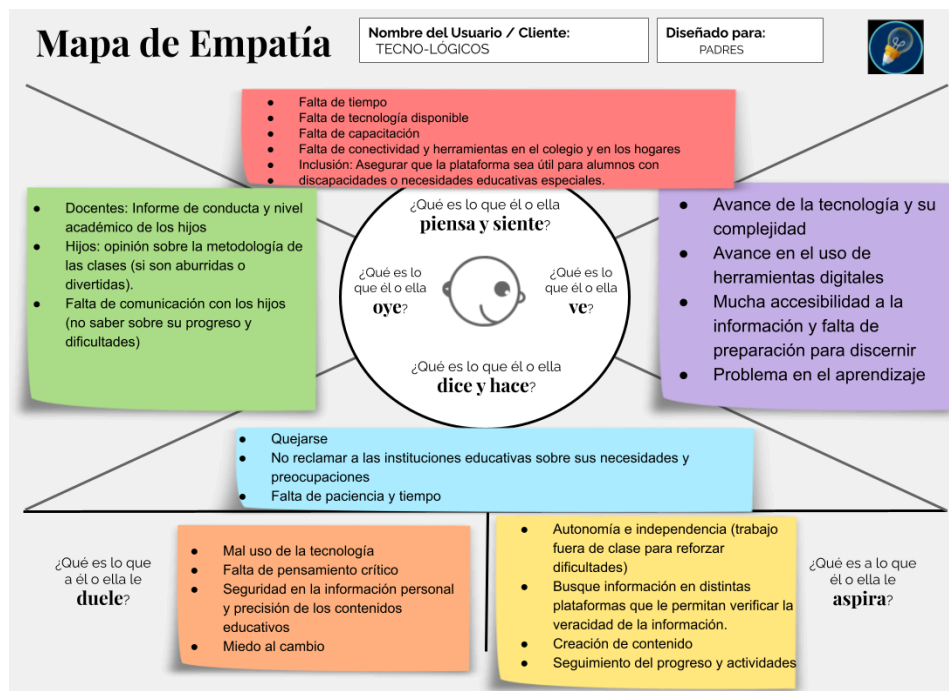 Mapa de Empatía
Nombre del Usuario / Cliente:
TECNO-LÓGICOS
Diseñado para:
PADRES
● Falta de tiempo
● Falta de tecnología disponible
● Falta de capacitación
● Falta de conectividad y herramientas en el colegio y en los hogares
● Inclusión: Asegurar que la plataforma sea útil para alumnos con
● discapacidades o necesidades educativas especiales.
● Docentes: Informe de conducta y nivel
académico de los hijos
● Hijos: opinión sobre la metodología de
las clases (si son aburridas o
divertidas).
● Falta de comunicación con los hijos
(no saber sobre su progreso y
dificultades)
¿Qué es lo que él o ella
piensa y siente?
¿Qué es lo
que él o ella
oye?
¿Qué es lo
que él o ella
ve?
¿Qué es lo que él o ella
dice y hace?
● Avance de la tecnología y su
complejidad
● Avance en el uso de
herramientas digitales
● Mucha accesibilidad a la
información y falta de
preparación para discernir
● Problema en el aprendizaje
● Quejarse
● No reclamar a las instituciones educativas sobre sus necesidades y
preocupaciones
● Falta de paciencia y tiempo
¿Qué es lo que
a él o ella le
duele?
● Mal uso de la tecnología
● Falta de pensamiento crítico
● Seguridad en la información personal
y precisión de los contenidos
educativos
● Miedo al cambio
● Autonomía e independencia (trabajo
fuera de clase para reforzar
dificultades)
● Busque información en distintas
plataformas que le permitan verificar la
veracidad de la información.
● Creación de contenido
● Seguimiento del progreso y actividades
¿Qué es a lo que
él o ella le
aspira?